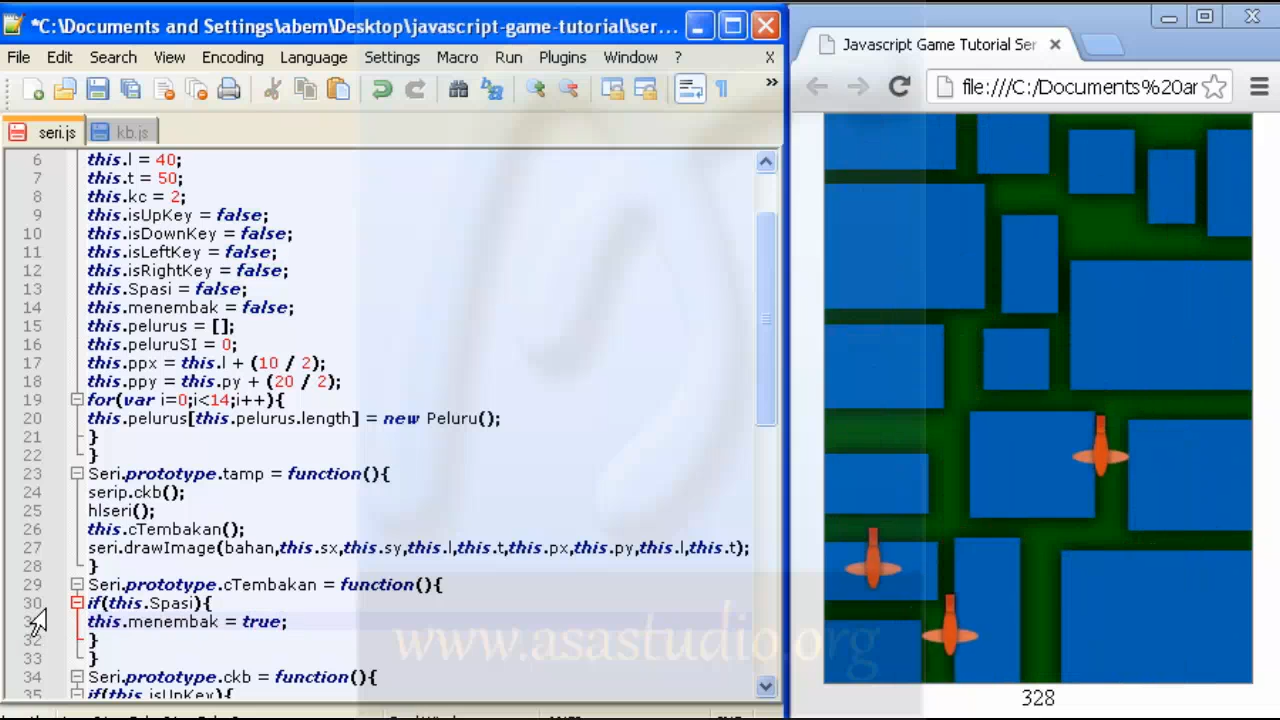 *C:\Documents and Settings\abem\Desktop\javascript-game-tutorial\ser...
File Edit Search View Encoding Language Settings Macro Run Plugins Window ? X
seri.js kb.js
6 this.l = 40;
7 this.t = 50;
8 this.kc = 2;
9 this.isUpKey = false;
10 this.isDownKey = false;
11 this.isLeftKey = false;
12 this.isRightKey = false;
13 this.Spasi = false;
14 this.menembak = false;
15 this.pelurus = [];
16 this.peluruSI = 0;
17 this.ppx = this.l + (10 / 2);
18 this.ppy = this.py + (20 / 2);
19 for(var i=0;i<14;i++){
20 this.pelurus[this.pelurus.length] = new Peluru();
21 }
22 }
23 Seri.prototype.tamp = function(){
24 serip.ckb();
25 hlseri();
26 this.cTembakan();
27 seri.drawImage(bahan,this.sx,this.sy,this.l,this.t,this.px,this.py,this.l,this.t);
28 }
29 Seri.prototype.cTembakan = function(){
30 if(this.Spasi){
this.menembak = true;
32 }
33 }
34 Seri.prototype.ckb = function(){
35 if(this.isUpKey){
www.asastudio.org
Javascript Game Tutorial Ser
file:///C:/Documents%20ar
328